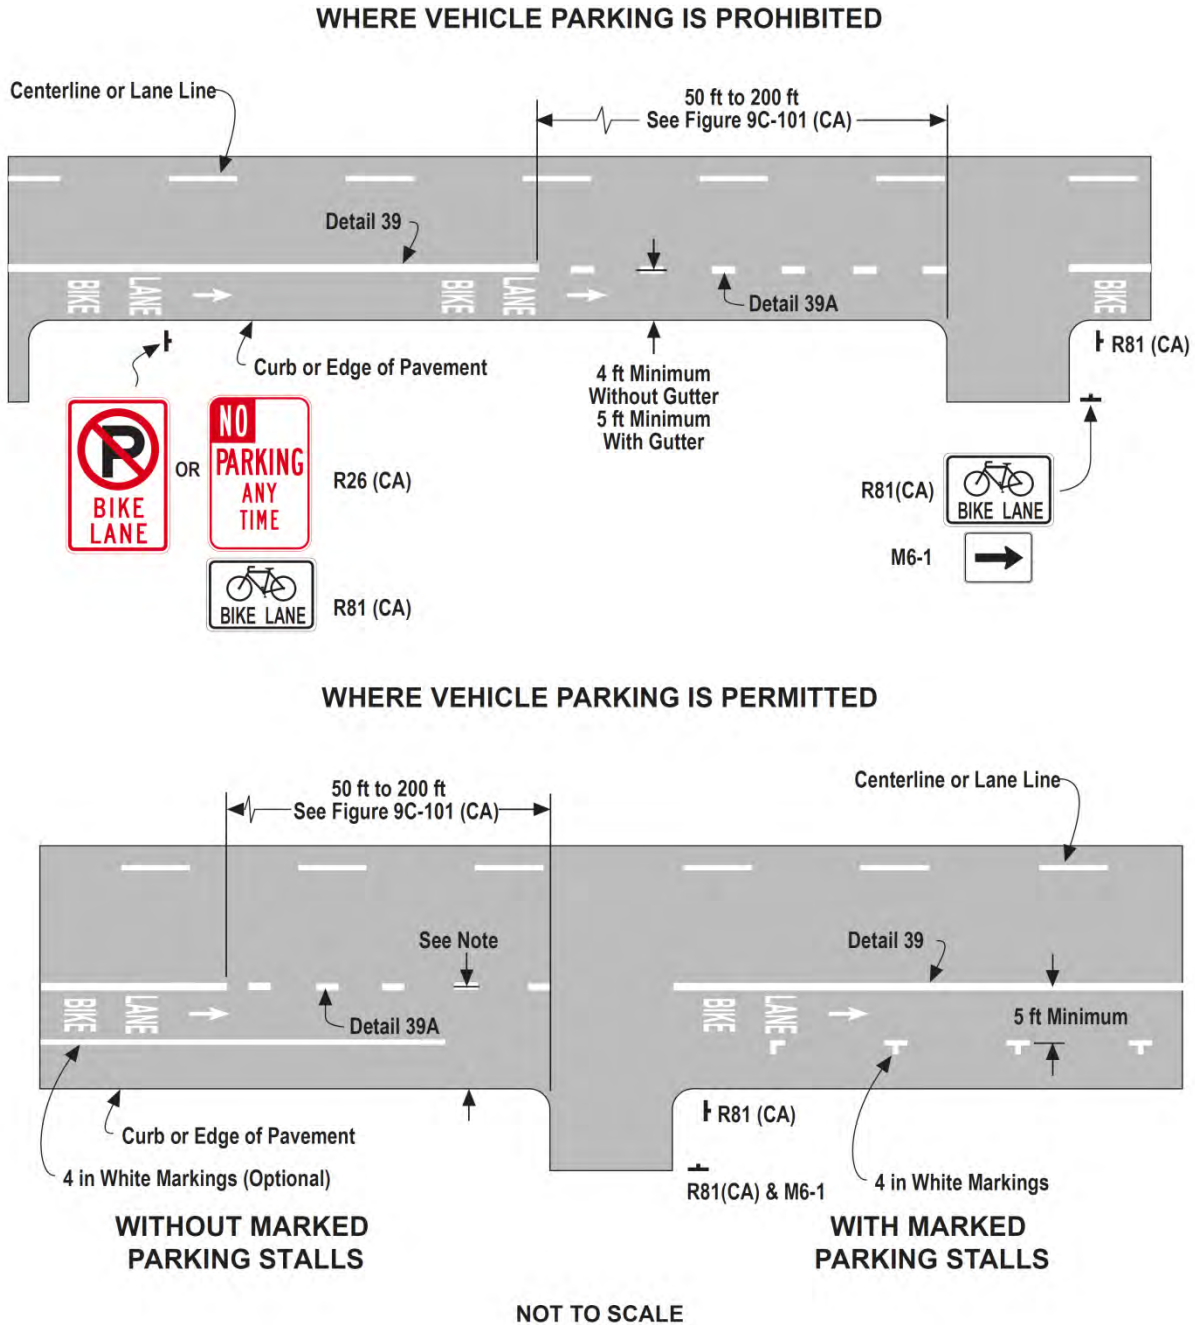 WHERE VEHICLE PARKING IS PROHIBITED
Centerline or Lane Line
50 ft to 200 ft
See Figure 9C-101 (CA)
Detail 39
BIKE
LANE
BIKE
LANE
Detail 39A
BIKE
R81 (CA)
Curb or Edge of Pavement
4 ft Minimum
Without Gutter
5 ft Minimum
With Gutter
P
BIKE
LANE
OR
NO
PARKING
ANY
TIME
R26 (CA)
BIKE LANE
R81 (CA)
R81(CA)
BIKE LANE
M6-1
WHERE VEHICLE PARKING IS PERMITTED
50 ft to 200 ft
See Figure 9C-101 (CA)
Centerline or Lane Line
See Note
Detail 39
BIKE
LANE
Detail 39A
BIKE
LANE
5 ft Minimum
Curb or Edge of Pavement
R81 (CA)
4 in White Markings (Optional)
R81(CA) & M6-1
4 in White Markings
WITHOUT MARKED
PARKING STALLS
WITH MARKED
PARKING STALLS
NOT TO SCALE